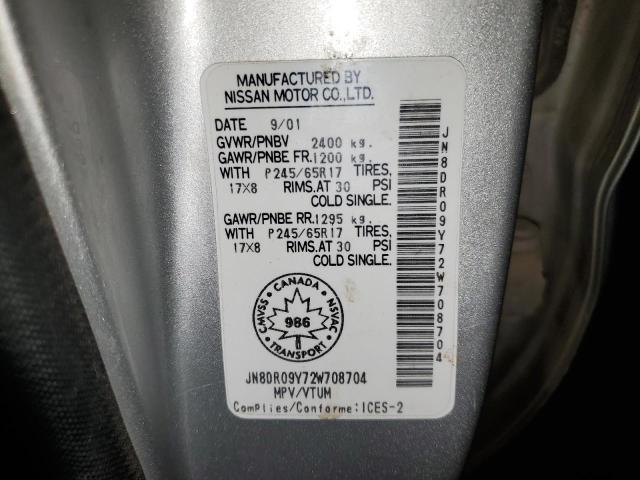 MANUFACTURED BY
NISSAN MOTOR CO.,LTD.
DATE 9/01
GVWR/PNBV 2400 kg.
GAWR/PNBE FR.1200 kg.
WITH P245/65R17 TIRES,
17X8 RIMS.AT 30 PSI
COLD SINGLE.
GAWR/PNBE RR.1295 kg.
WITH P245/65R17 TIRES,
17X8 RIMS.AT 30 PSI
COLD SINGLE.
CANADA
CMVSS NSVAC
986
TRANSPORT
JN8DR09Y72W708704
MPV/VTUM
Complies/Conforme:ICES-2
JN8DR09Y72W708704